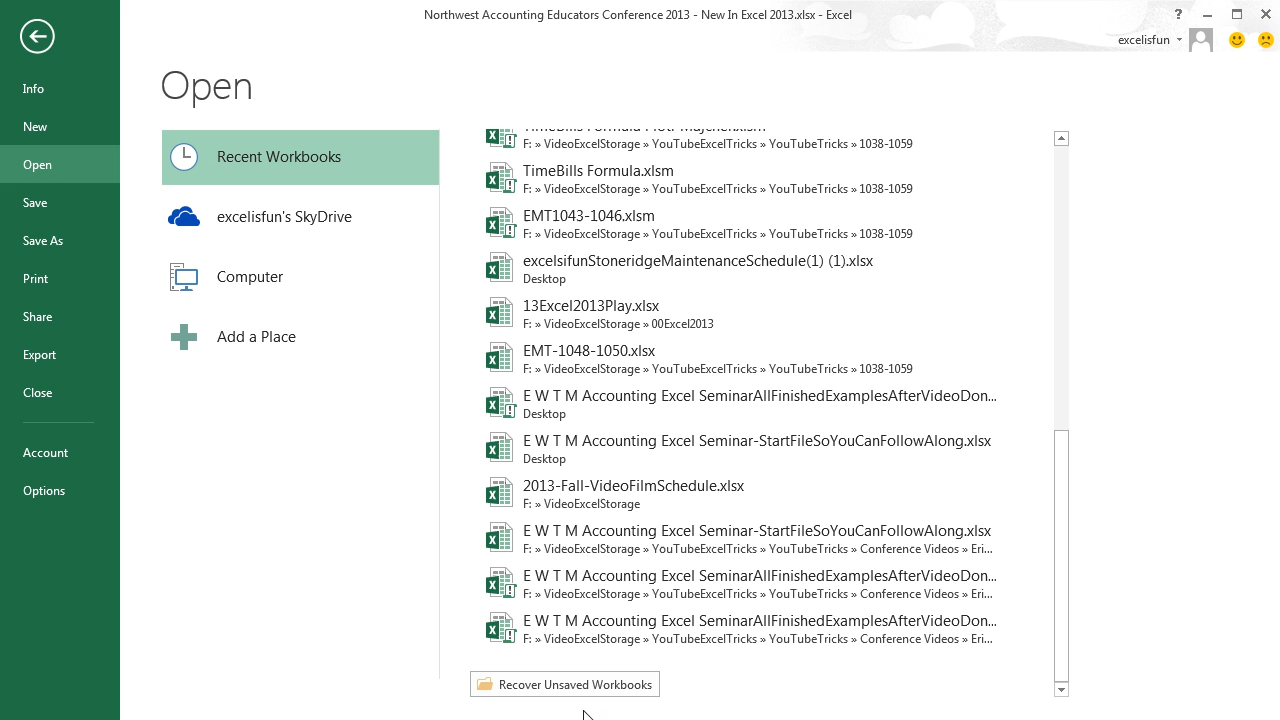 Northwest Accounting Educators Conference 2013 - New In Excel 2013.xlsx - Excel
?
excelisfun
Info
New
Open
Save
Save As
Print
Share
Export
Close
Account
Options
Open
Recent Workbooks
excelisfun's SkyDrive
Computer
Add a Place
F: » VideoExcelStorage » YouTubeExcelTricks » YouTubeTricks » 1038-1059
TimeBills Formula.xlsm
F: » VideoExcelStorage » YouTubeExcelTricks » YouTubeTricks » 1038-1059
EMT1043-1046.xlsm
F: » VideoExcelStorage » YouTubeExcelTricks » YouTubeTricks » 1038-1059
excelsifunStoneridgeMaintenanceSchedule(1) (1).xlsx
Desktop
13Excel2013Play.xlsx
F: » VideoExcelStorage » 00Excel2013
EMT-1048-1050.xlsx
F: » VideoExcelStorage » YouTubeExcelTricks » YouTubeTricks » 1038-1059
E W T M Accounting Excel SeminarAllFinishedExamplesAfterVideoDon...
Desktop
E W T M Accounting Excel Seminar-StartFileSoYouCanFollowAlong.xlsx
Desktop
2013-Fall-VideoFilmSchedule.xlsx
F: » VideoExcelStorage
E W T M Accounting Excel Seminar-StartFileSoYouCanFollowAlong.xlsx
F: » VideoExcelStorage » YouTubeExcelTricks » YouTubeTricks » Conference Videos » Eri...
E W T M Accounting Excel SeminarAllFinishedExamplesAfterVideoDon...
F: » VideoExcelStorage » YouTubeExcelTricks » YouTubeTricks » Conference Videos » Eri...
E W T M Accounting Excel SeminarAllFinishedExamplesAfterVideoDon...
F: » VideoExcelStorage » YouTubeExcelTricks » YouTubeTricks » Conference Videos » Eri...
Recover Unsaved Workbooks